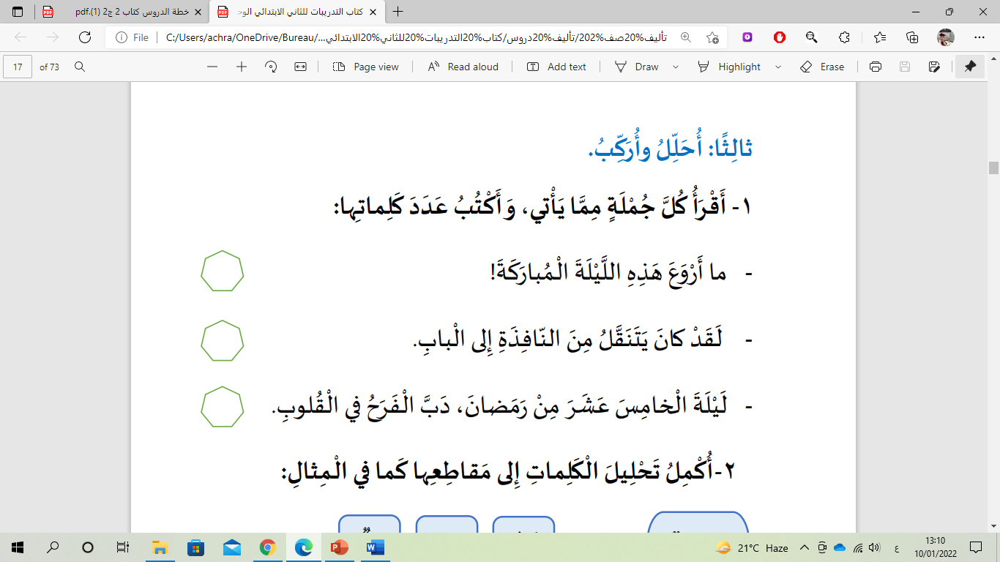 خطة الدروس كتاب 2 ج2 (1).pdf
كتاب التدريبات للثاني الابتدائي الو
File
C:/Users/achra/OneDrive/Bureau/...تأليف%20صف%202/تأليف%20دروس/كتاب%20التدريبات%20للثاني%20الابتدائي
17 of 73
Page view
Read aloud
Add text
Draw
Highlight
Erase
ثالِثًا: أُحَلِّلُ وأُرَكِّبُ.
١- أَقْرَأُ كُلَّ جُمْلَةٍ مِمَّا يَأْتي، وَأَكْتُبُ عَدَدَ كَلِماتِها:
- ما أَرْوَعَ هَذِهِ اللَّيْلَةَ الْمُبارَكَةَ!
- لَقَدْ كانَ يَتَنَقَّلُ مِنَ النّافِذَةِ إِلى الْبابِ.
- لَيْلَةَ الْخامِسَ عَشَرَ مِنْ رَمَضانَ، دَبَّ الْفَرَحُ في الْقُلوبِ.
٢-أُكْمِلُ تَحْلِيلَ الْكَلِماتِ إِلى مَقاطِعِها كَما في الْمِثالِ:
21°C Haze
ع
13:10
10/01/2022